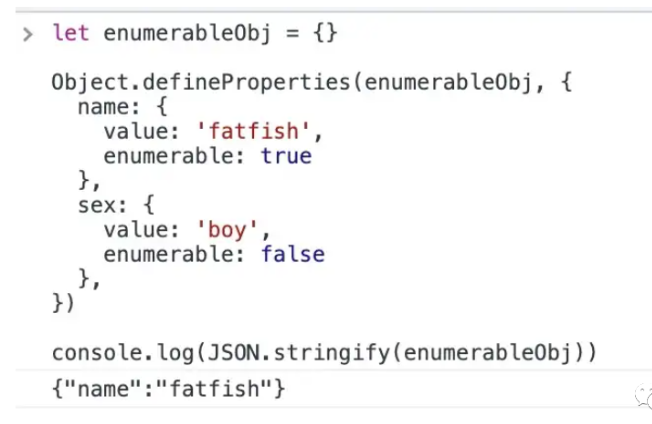 > let enumerableObj = {}
Object.defineProperties(enumerableObj, {
  name: {
    value: 'fatfish',
    enumerable: true
  },
  sex: {
    value: 'boy',
    enumerable: false
  },
})
console.log(JSON.stringify(enumerableObj))
{"name":"fatfish"}